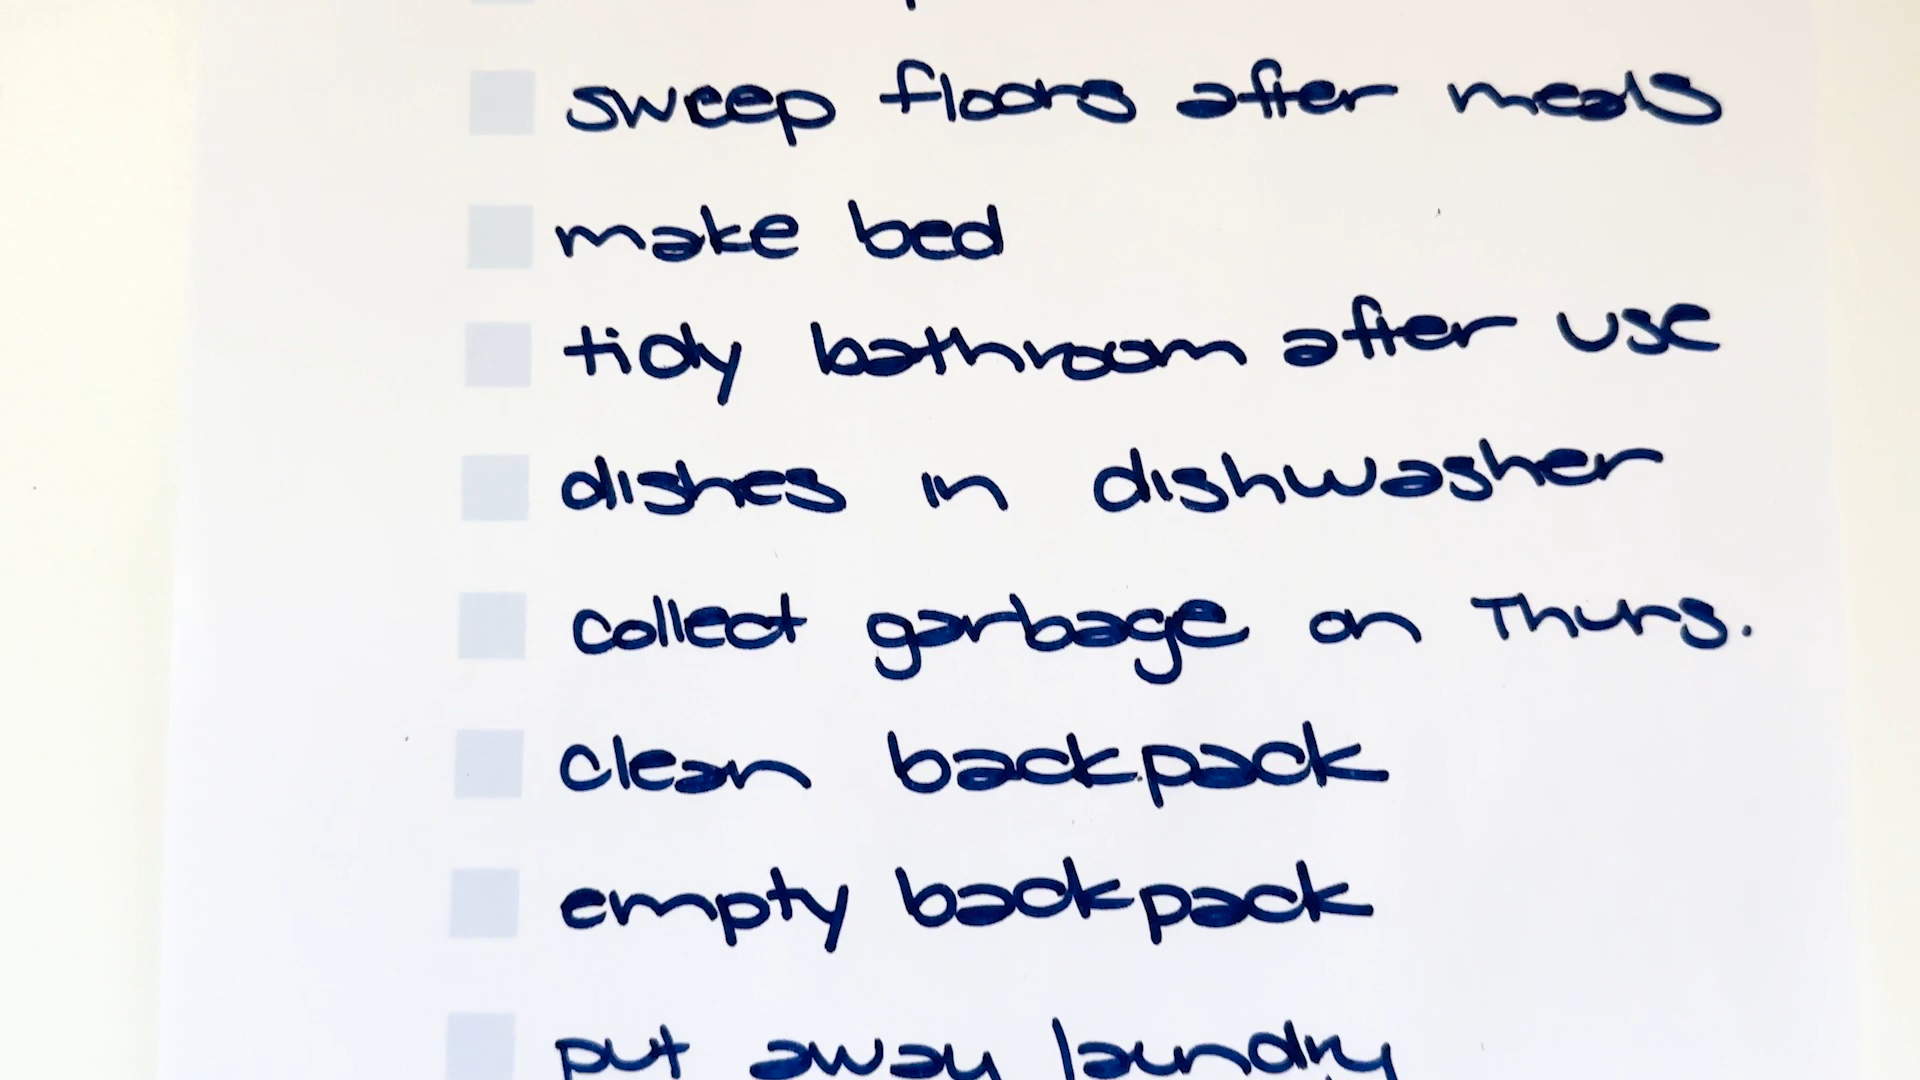 sweep floors after meals
make bed
tidy bathroom after use
dishes in dishwasher
collect garbage on Thurs.
clean backpack
empty backpack
put away laundry